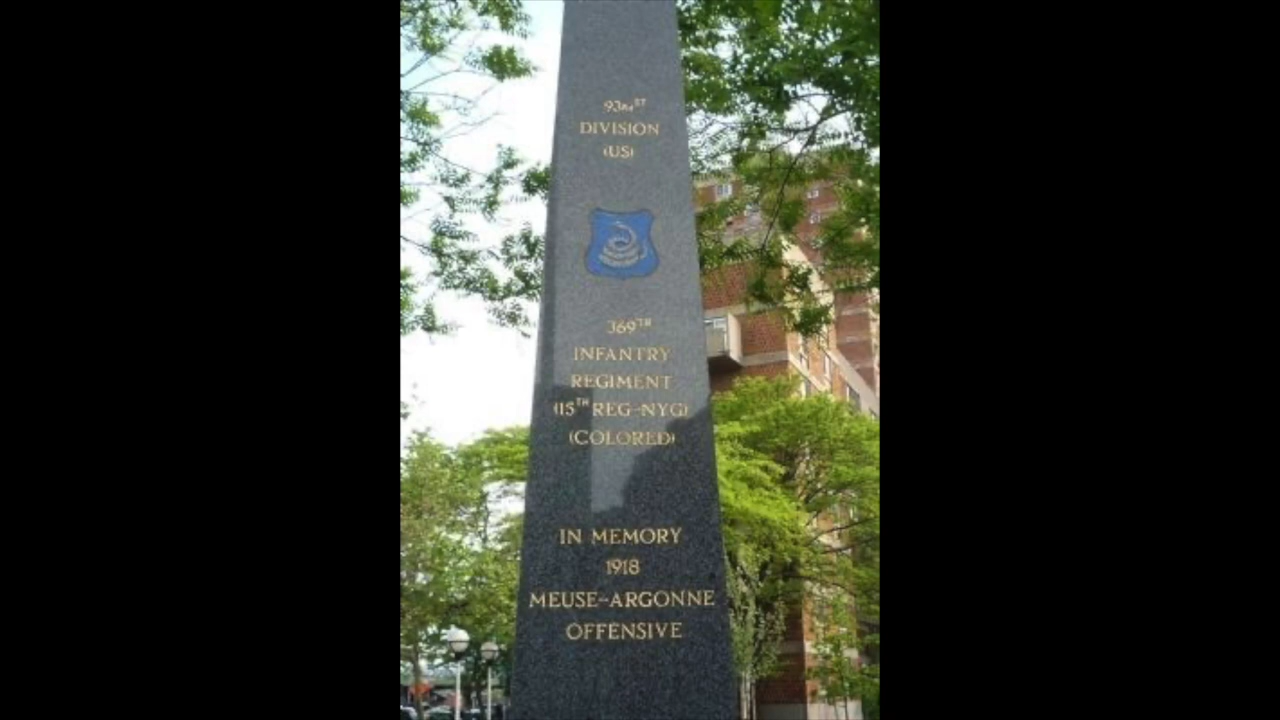 93RD
DIVISION
(US)
369TH
INFANTRY
REGIMENT
(15TH REG-NYG)
(COLORED)
IN MEMORY
1918
MEUSE-ARGONNE
OFFENSIVE